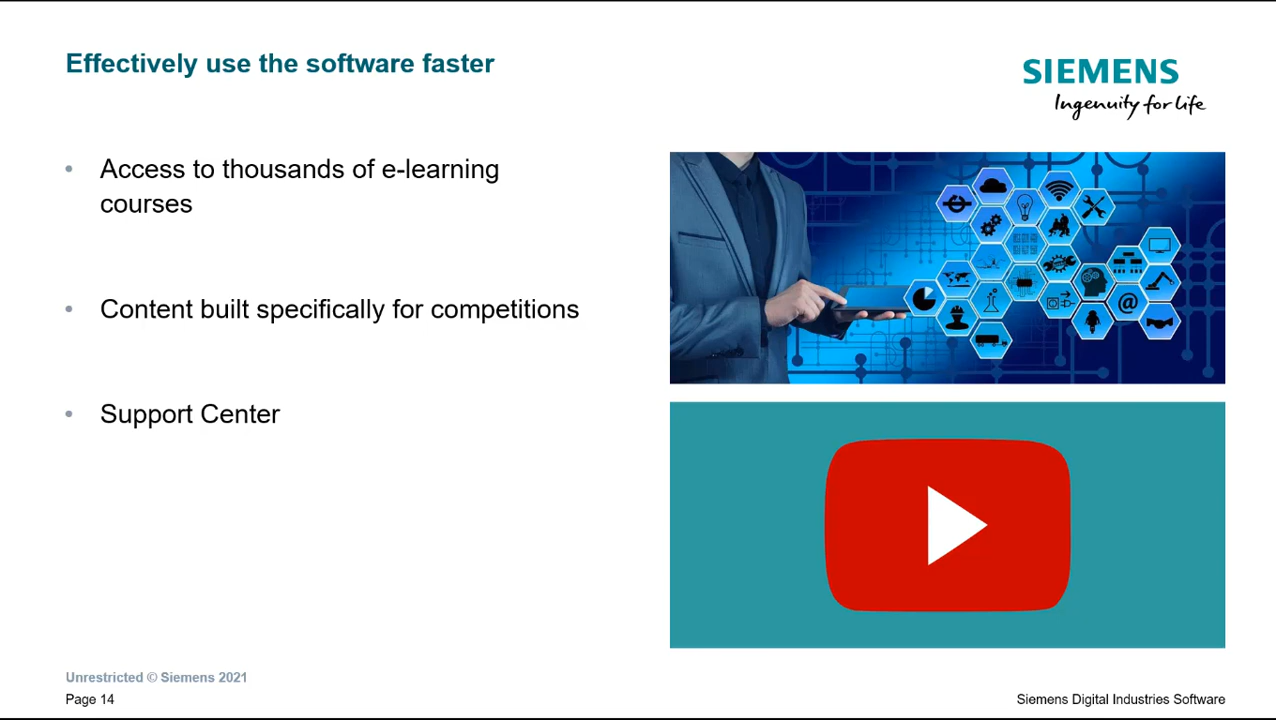 Effectively use the software faster
SIEMENS
Ingenuity for life
• Access to thousands of e-learning
courses
• Content built specifically for competitions
• Support Center
@
Unrestricted © Siemens 2021
Page 14
Siemens Digital Industries Software